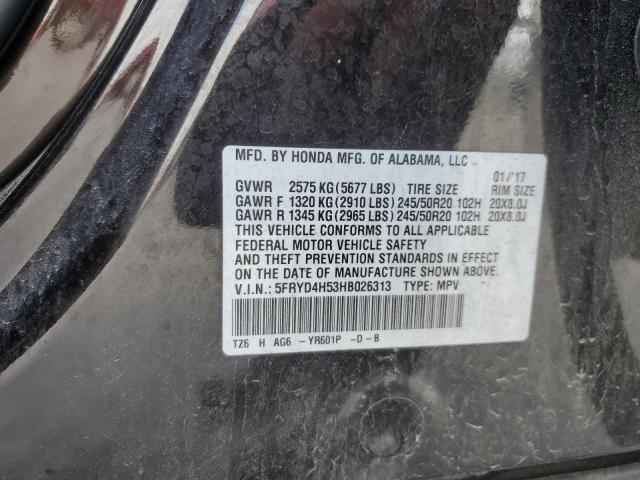 MFD. BY HONDA MFG. OF ALABAMA, LLC
01/'17
GVWR 2575 KG (5677 LBS) TIRE SIZE RIM SIZE
GAWR F 1320 KG (2910 LBS) 245/50R20 102H 20X8.0J
GAWR R 1345 KG (2965 LBS) 245/50R20 102H 20X8.0J
THIS VEHICLE CONFORMS TO ALL APPLICABLE
FEDERAL MOTOR VEHICLE SAFETY
AND THEFT PREVENTION STANDARDS IN EFFECT
ON THE DATE OF MANUFACTURE SHOWN ABOVE.
V.I.N.: 5FRYD4H53HB026313 TYPE: MPV
TZ6 H AG6 -YR601P -D-B